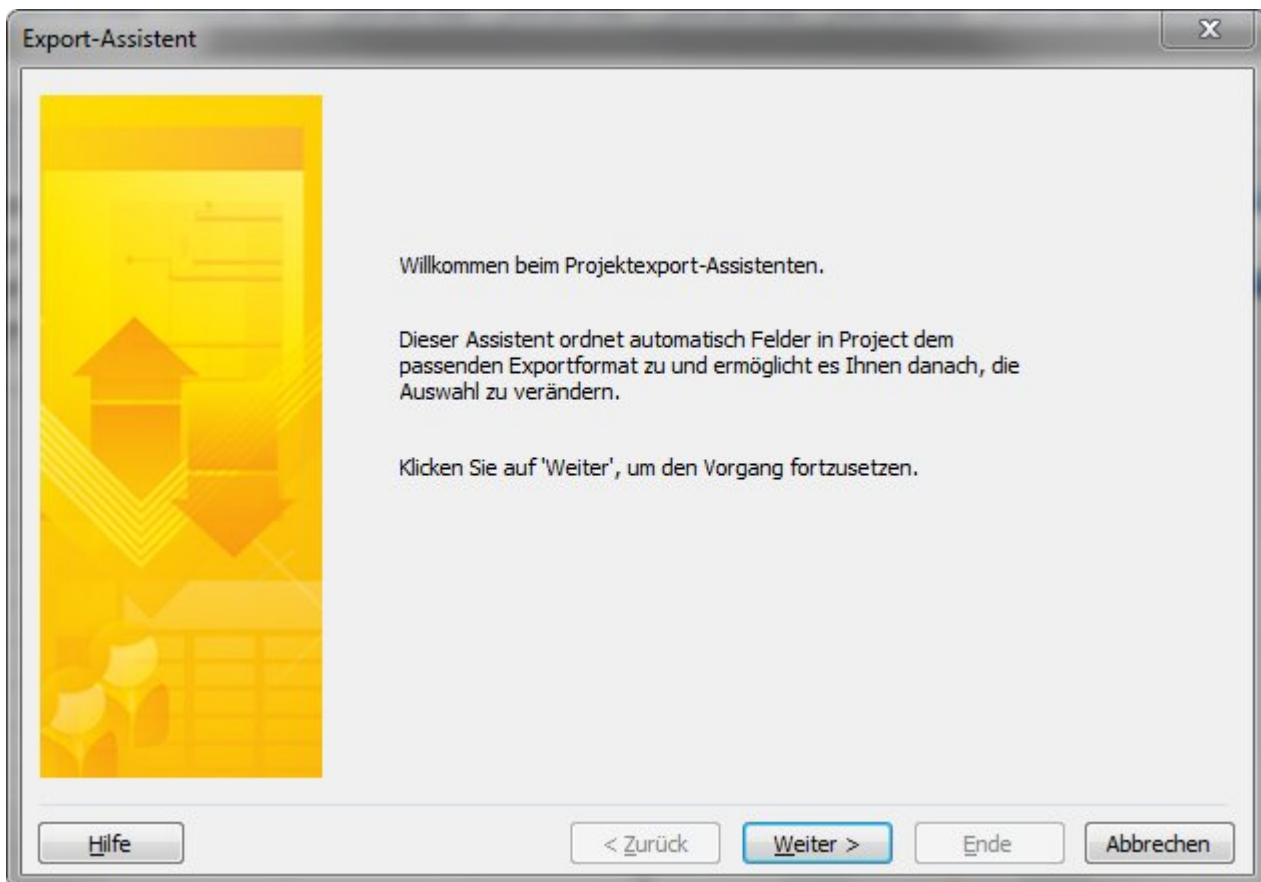 Export-Assistent
Willkommen beim Projektexport-Assistenten.
Dieser Assistent ordnet automatisch Felder in Project dem
passenden Exportformat zu und ermöglicht es Ihnen danach, die
Auswahl zu verändern.
Klicken Sie auf 'Weiter', um den Vorgang fortzusetzen.
Hilfe
< Zurück
Weiter >
Ende
Abbrechen